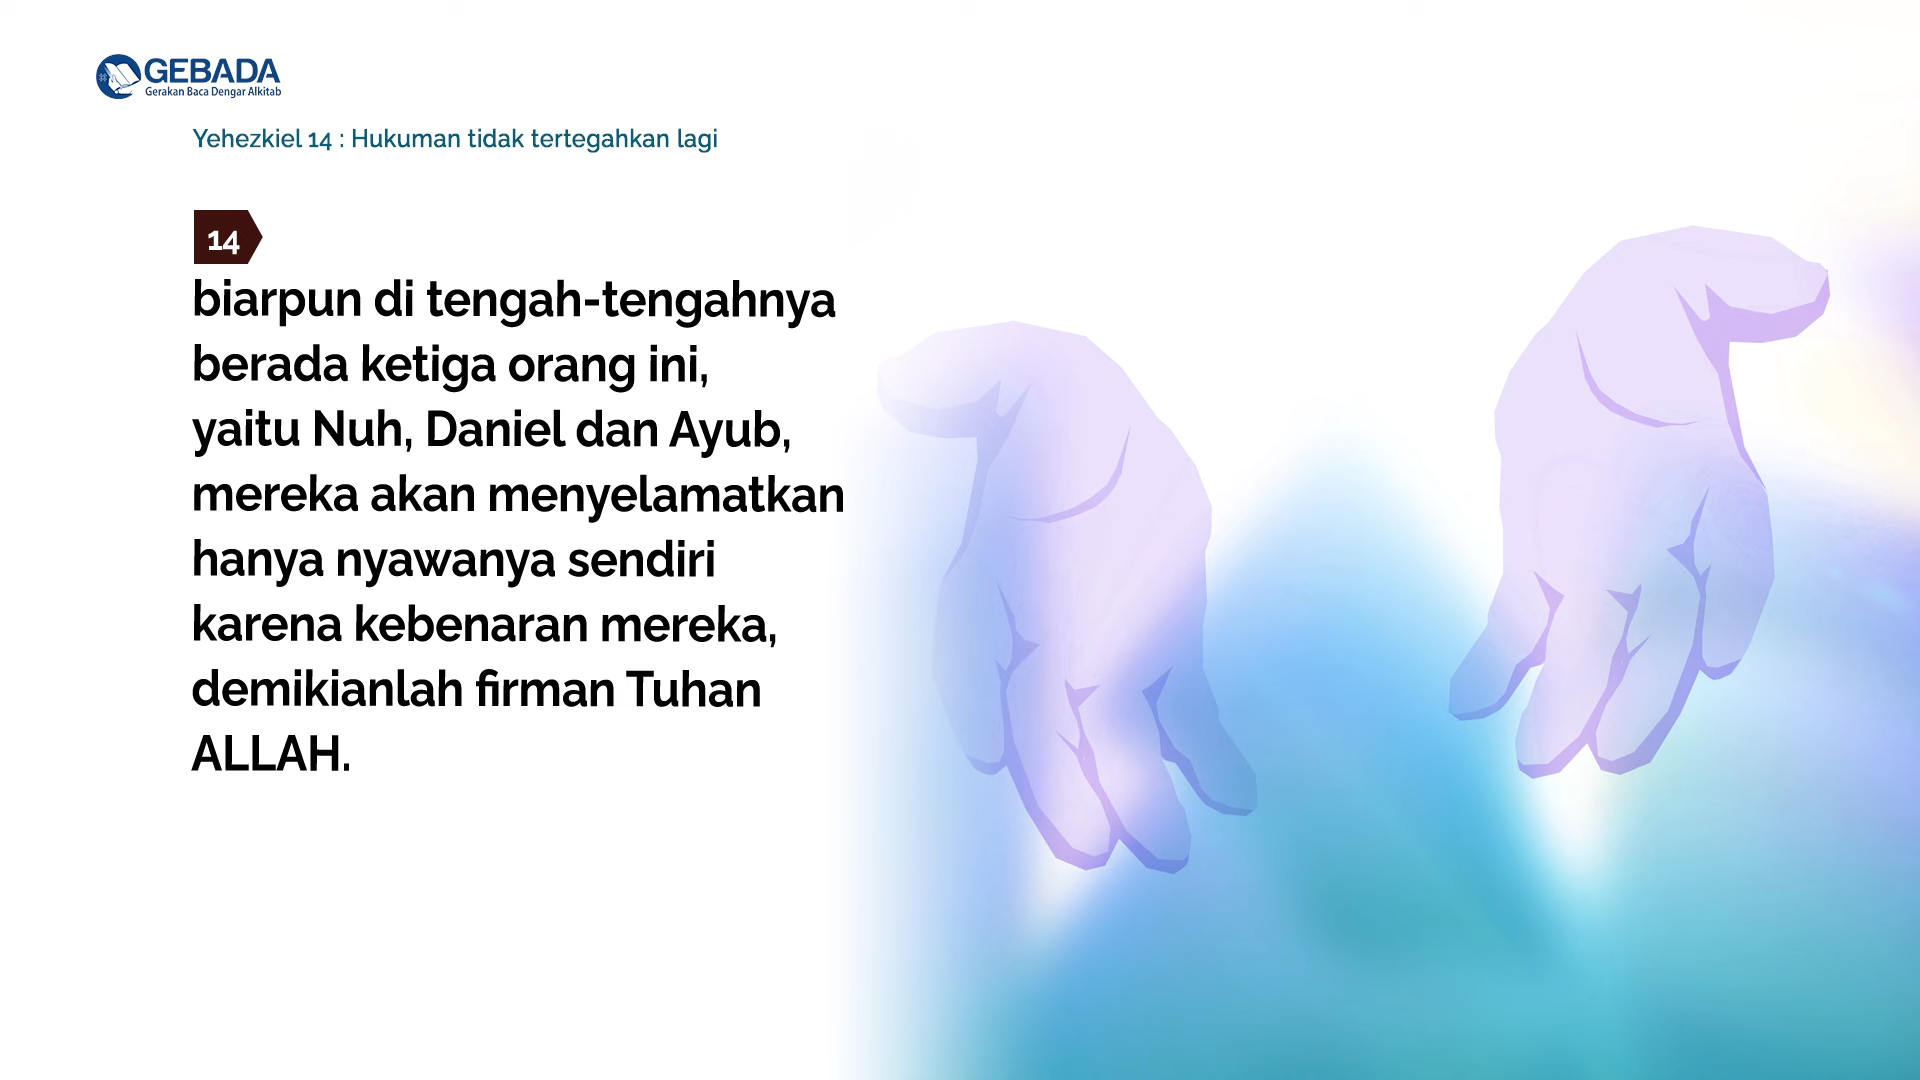 GEBADA
Gerakan Baca Dengar Alkitab
Yehezkiel 14 : Hukuman tidak tertegahkan lagi
14
biarpun di tengah-tengahnya
berada ketiga orang ini,
yaitu Nuh, Daniel dan Ayub,
mereka akan menyelamatkan
hanya nyawanya sendiri
karena kebenaran mereka,
demikianlah firman Tuhan
ALLAH.